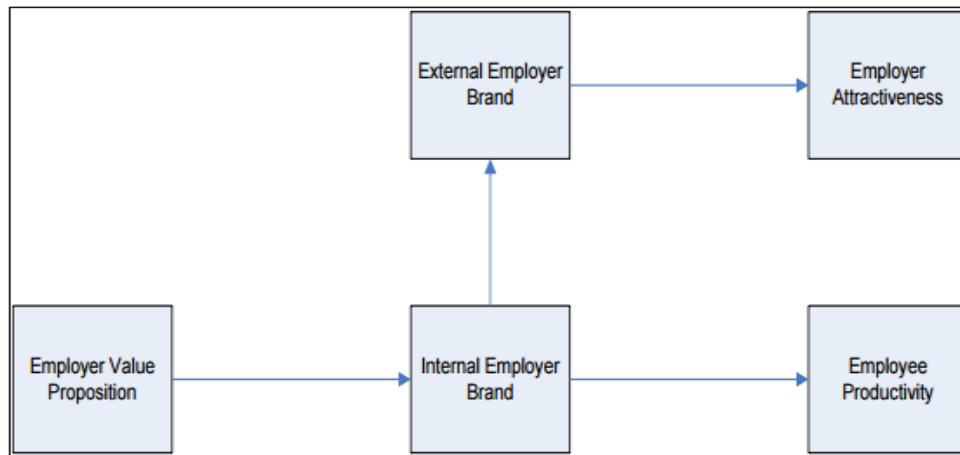 External Employer
Brand
Employer
Attractiveness
Employer Value
Proposition
Internal Employer
Brand
Employee
Productivity